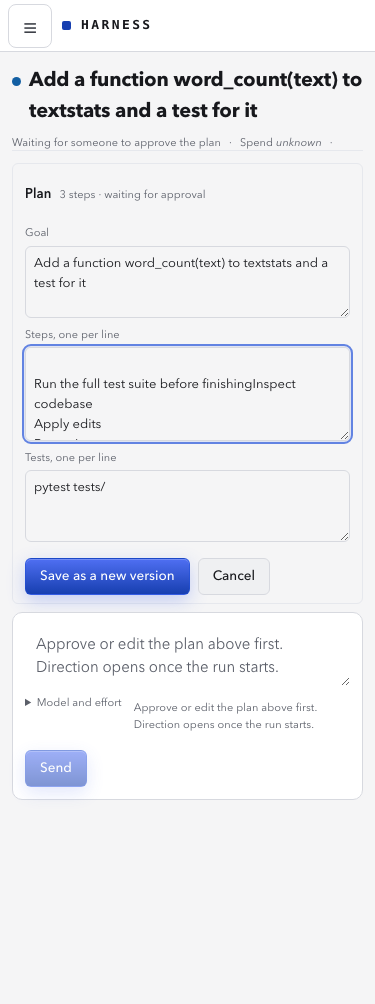 HARNESS
Add a function word_count(text) to
textstats and a test for it
Waiting for someone to approve the plan · Spend unknown ·
Plan 3 steps · waiting for approval
Goal
Add a function word_count(text) to textstats and a
test for it
Steps, one per line
Run the full test suite before finishingInspect
codebase
Apply edits
Tests, one per line
pytest tests/
Save as a new version Cancel
Approve or edit the plan above first.
Direction opens once the run starts.
Model and effort
Approve or edit the plan above first.
Direction opens once the run starts.
Send